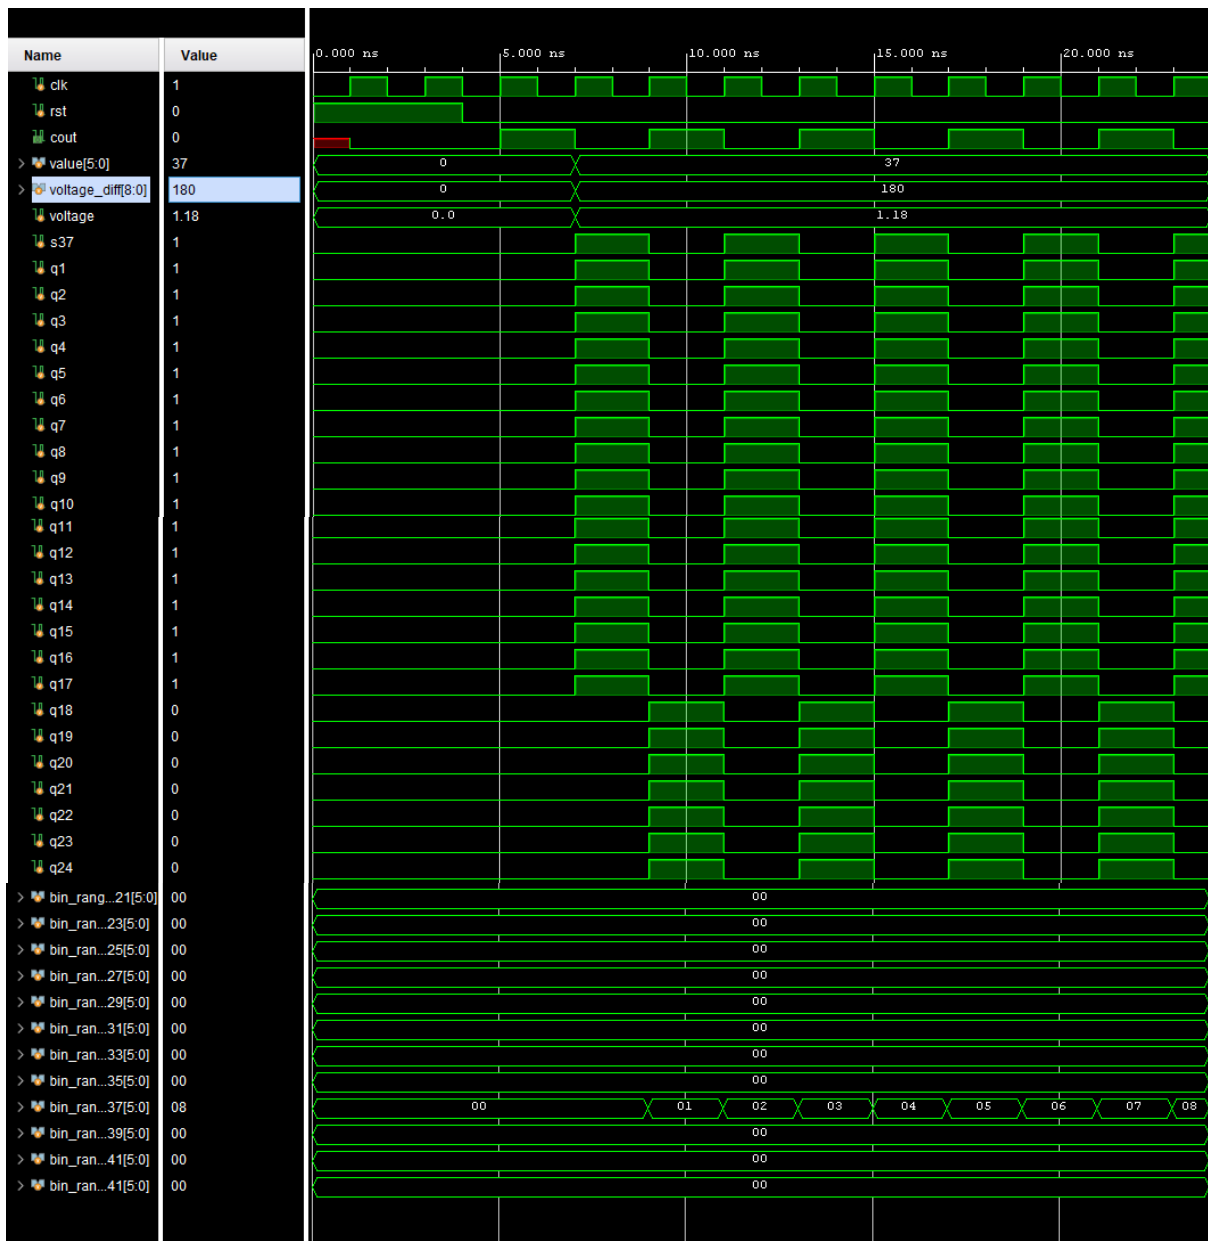 Name Value 0.000 ns 5.000 ns 10.000 ns 15.000 ns 20.000 ns
clk 1
rst 0
cout 0
value[5:0] 37 0 37
voltage_diff[8:0] 180 0 180
voltage 1.18 0.0 1.18
s37 1
q1 1
q2 1
q3 1
q4 1
q5 1
q6 1
q7 1
q8 1
q9 1
q10 1
q11 1
q12 1
q13 1
q14 1
q15 1
q16 1
q17 1
q18 0
q19 0
q20 0
q21 0
q22 0
q23 0
q24 0
bin_rang...21[5:0] 00 00
bin_ran...23[5:0] 00 00
bin_ran...25[5:0] 00 00
bin_ran...27[5:0] 00 00
bin_ran...29[5:0] 00 00
bin_ran...31[5:0] 00 00
bin_ran...33[5:0] 00 00
bin_ran...35[5:0] 00 00
bin_ran...37[5:0] 08 00 01 02 03 04 05 06 07 08
bin_ran...39[5:0] 00 00
bin_ran...41[5:0] 00 00
bin_ran...41[5:0] 00 00